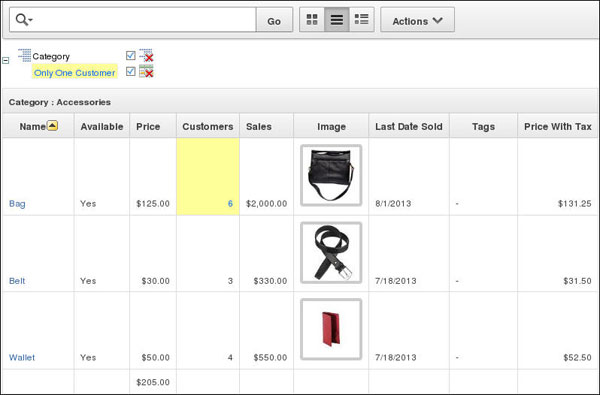 Go Actions
Category
Only One Customer
Category : Accessories
Name Available Price Customers Sales Image Last Date Sold Tags Price With Tax
Bag Yes $125.00 6 $2,000.00 8/1/2013 - $131.25
Belt Yes $30.00 3 $330.00 7/18/2013 - $31.50
Wallet Yes $50.00 4 $550.00 7/18/2013 - $52.50
$205.00